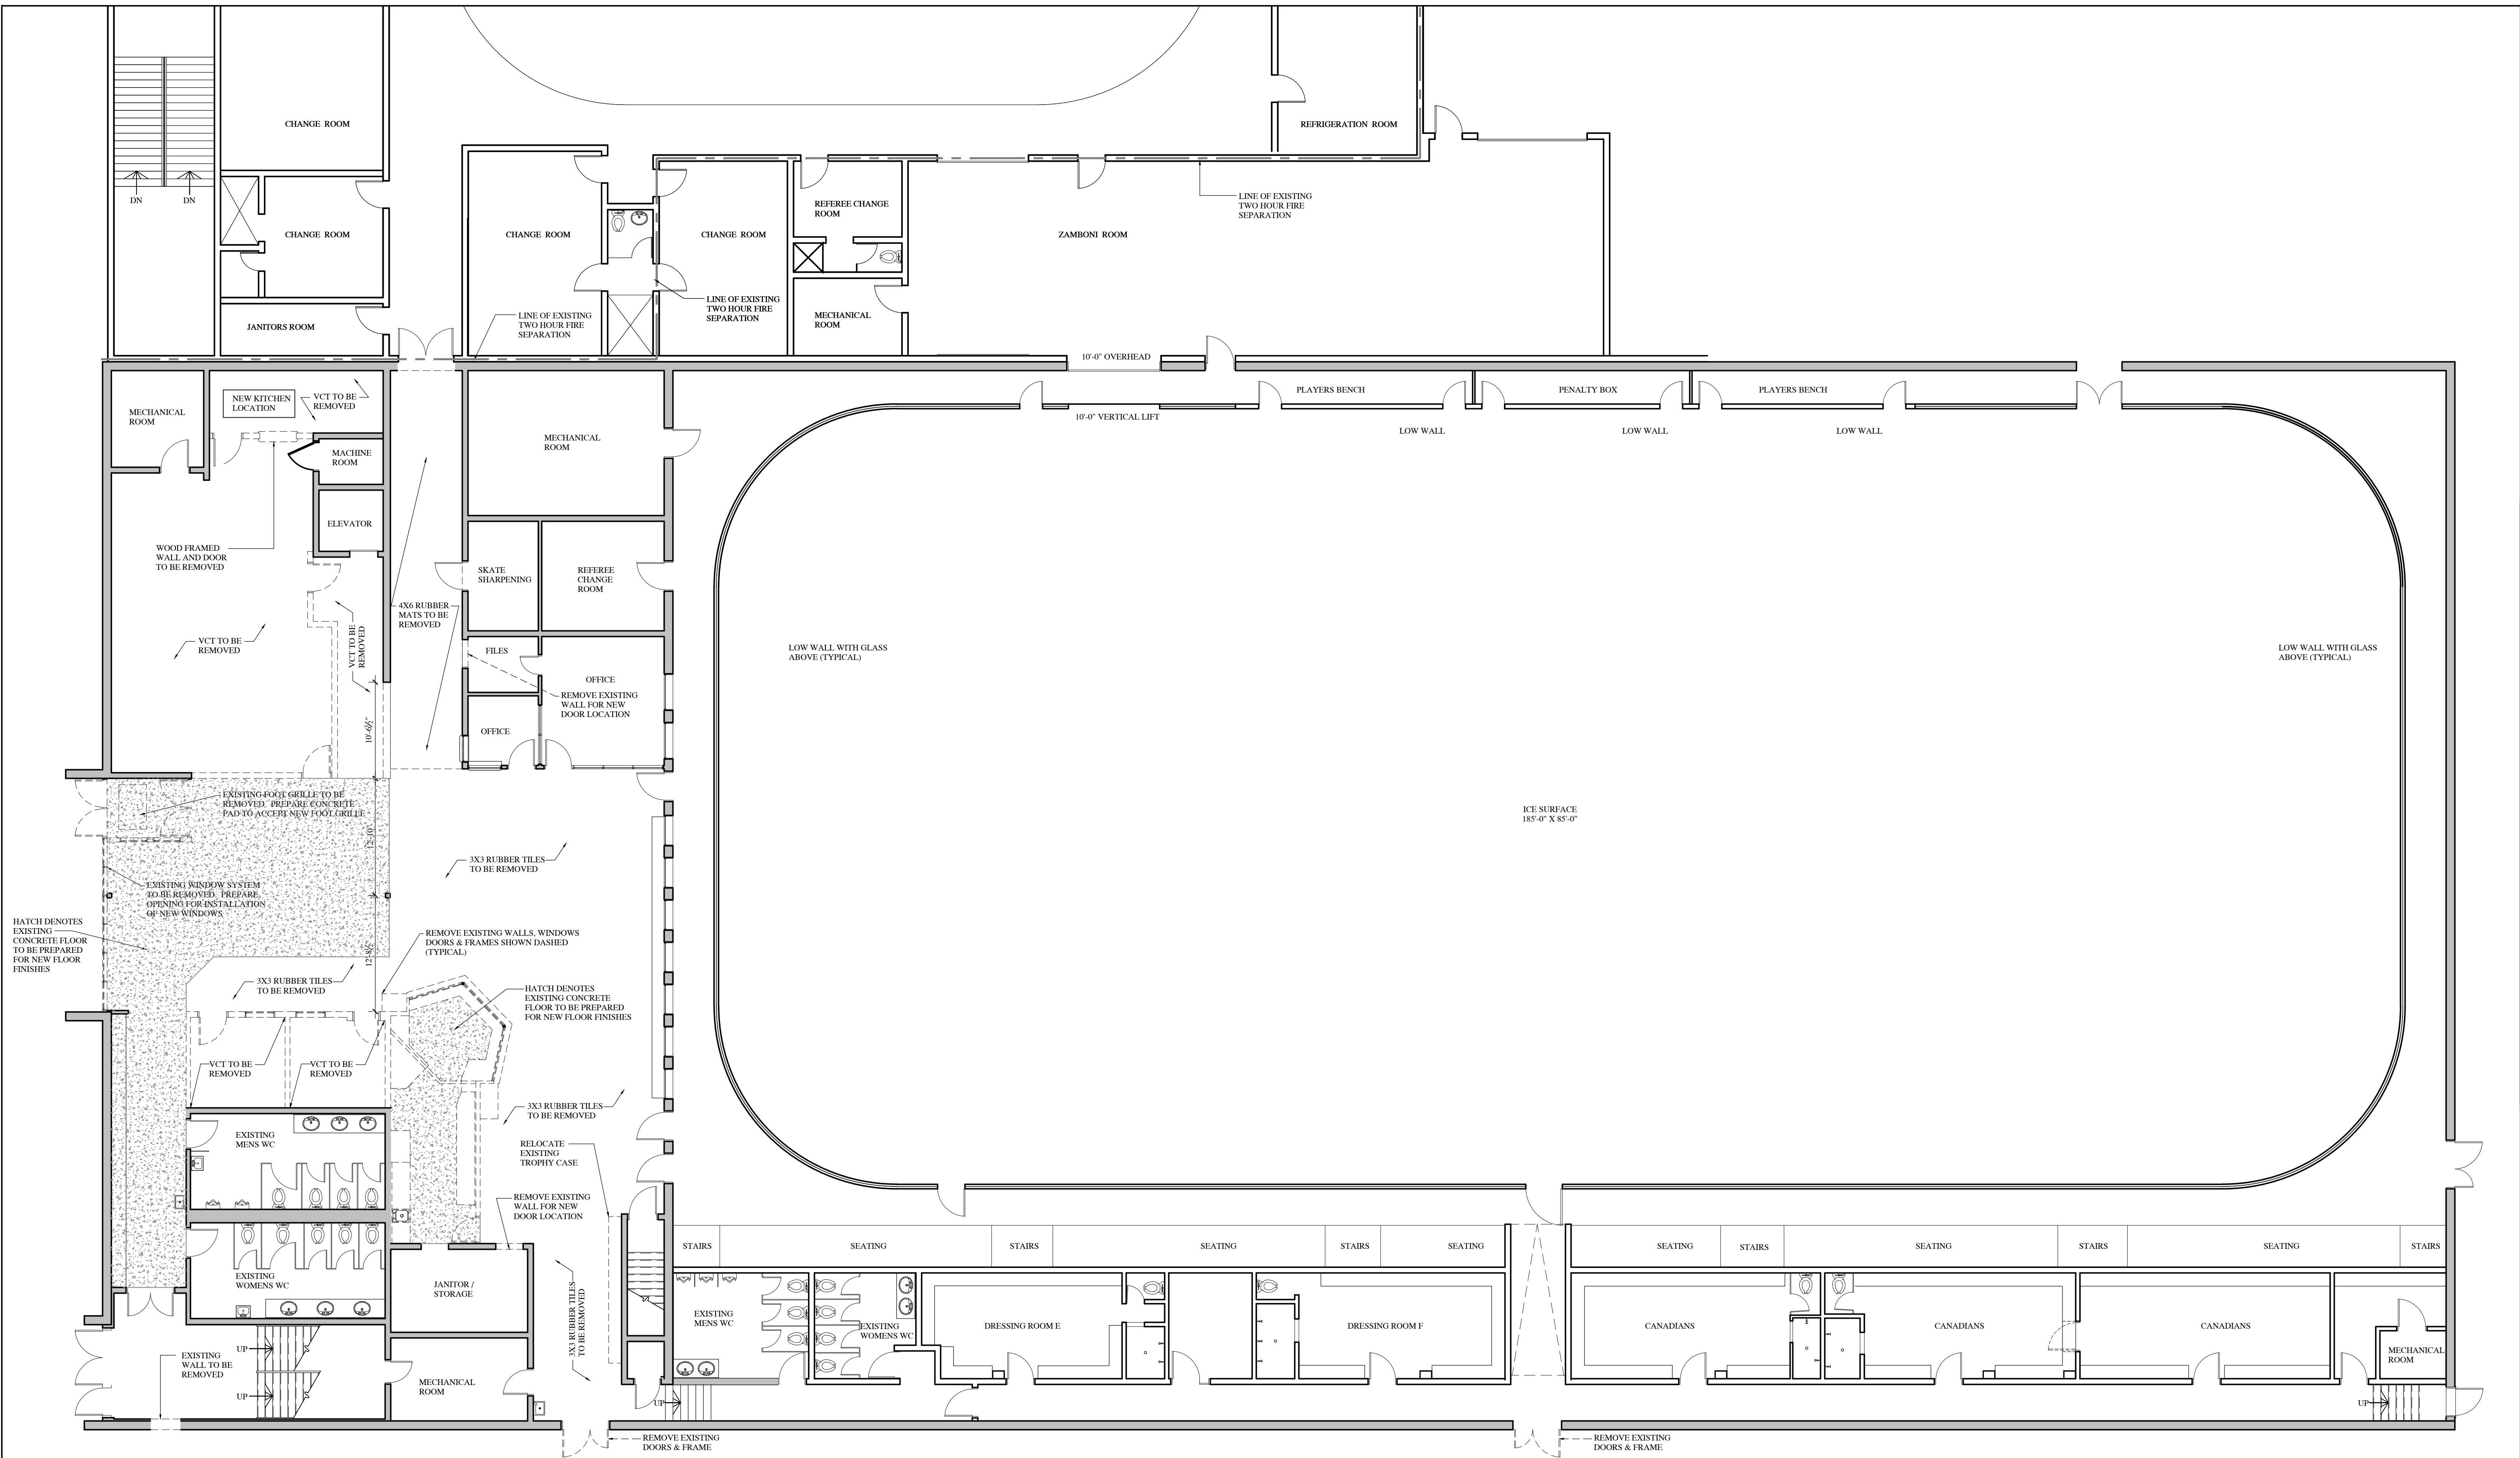 CHANGE ROOM
REFRIGERATION ROOM
DN
DN
CHANGE ROOM
CHANGE ROOM
CHANGE ROOM
REFEREE CHANGE
ROOM
ZAMBONI ROOM
LINE OF EXISTING
TWO HOUR FIRE
SEPARATION
JANITORS ROOM
LINE OF EXISTING
TWO HOUR FIRE
SEPARATION
LINE OF EXISTING
TWO HOUR FIRE
SEPARATION
MECHANICAL
ROOM
10'-0" OVERHEAD
MECHANICAL
ROOM
NEW KITCHEN
LOCATION
VCT TO BE
REMOVED
MACHINE
ROOM
MECHANICAL
ROOM
PLAYERS BENCH
PENALTY BOX
PLAYERS BENCH
10'-0" VERTICAL LIFT
LOW WALL
LOW WALL
LOW WALL
ELEVATOR
WOOD FRAMED
WALL AND DOOR
TO BE REMOVED
SKATE
SHARPENING
REFEREE
CHANGE
ROOM
4X6 RUBBER
MATS TO BE
REMOVED
VCT TO BE
REMOVED
VCT TO BE
REMOVED
FILES
OFFICE
REMOVE EXISTING
WALL FOR NEW
DOOR LOCATION
OFFICE
10'-6½"
LOW WALL WITH GLASS
ABOVE (TYPICAL)
LOW WALL WITH GLASS
ABOVE (TYPICAL)
EXISTING FOOT GRILLE TO BE
REMOVED. PREPARE CONCRETE
PAD TO ACCEPT NEW FOOT GRILLE
12'-10"
ICE SURFACE
185'-0" X 85'-0"
3X3 RUBBER TILES
TO BE REMOVED
EXISTING WINDOW SYSTEM
TO BE REMOVED. PREPARE
OPENING FOR INSTALLATION
OF NEW WINDOWS
HATCH DENOTES
EXISTING
CONCRETE FLOOR
TO BE PREPARED
FOR NEW FLOOR
FINISHES
12'-8½"
REMOVE EXISTING WALLS, WINDOWS
DOORS & FRAMES SHOWN DASHED
(TYPICAL)
3X3 RUBBER TILES
TO BE REMOVED
HATCH DENOTES
EXISTING CONCRETE
FLOOR TO BE PREPARED
FOR NEW FLOOR FINISHES
VCT TO BE
REMOVED
VCT TO BE
REMOVED
3X3 RUBBER TILES
TO BE REMOVED
EXISTING
MENS WC
RELOCATE
EXISTING
TROPHY CASE
REMOVE EXISTING
WALL FOR NEW
DOOR LOCATION
STAIRS
SEATING
STAIRS
SEATING
STAIRS
SEATING
SEATING
STAIRS
SEATING
STAIRS
SEATING
STAIRS
EXISTING
WOMENS WC
JANITOR /
STORAGE
3X3 RUBBER TILES
TO BE REMOVED
EXISTING
MENS WC
EXISTING
WOMENS WC
DRESSING ROOM E
DRESSING ROOM F
CANADIANS
CANADIANS
CANADIANS
MECHANICAL
ROOM
EXISTING
WALL TO BE
REMOVED
UP
UP
MECHANICAL
ROOM
UP
UP
REMOVE EXISTING
DOORS & FRAME
REMOVE EXISTING
DOORS & FRAME